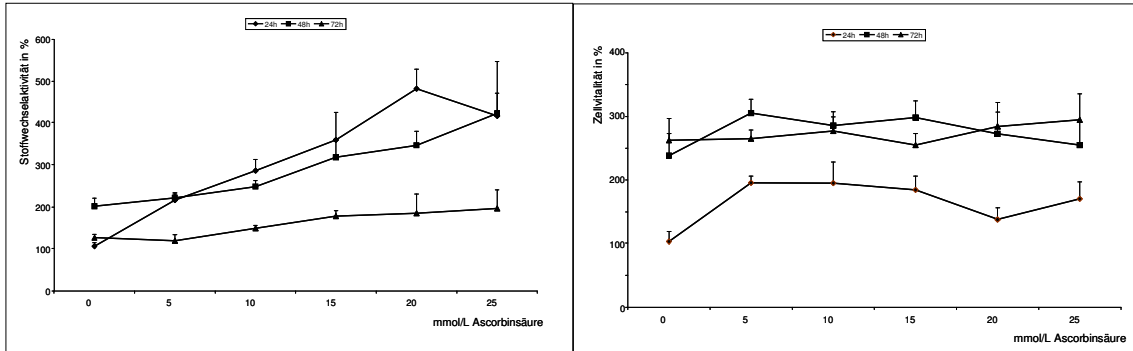 24h 48h 72h
Stoffwechselaktivität in %
600
500
400
300
200
100
0
0 5 10 15 20 25
mmol/L Ascorbinsäure
24h 48h 72h
Zellvitalität in %
400
300
200
100
0
0 5 10 15 20 25
mmol/L Ascorbinsäure